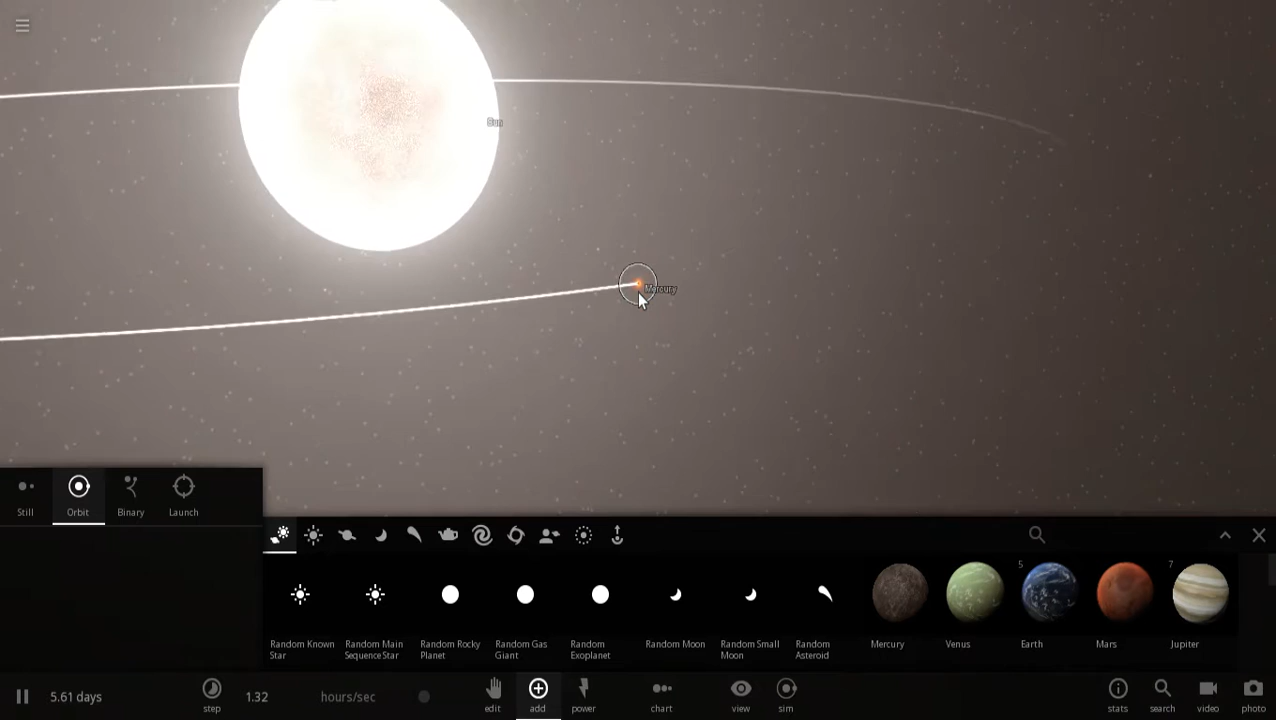 Sun
Mercury
Still
Orbit
Binary
Launch
5
7
Random Known
Star
Random Main
Sequence Star
Random Rocky
Planet
Random Gas
Giant
Random
Exoplanet
Random Moon
Random Small
Moon
Random
Asteroid
Mercury
Venus
Earth
Mars
Jupiter
5.61 days
step
1.32
hours/sec
edit
add
power
chart
view
sim
stats
search
video
photo